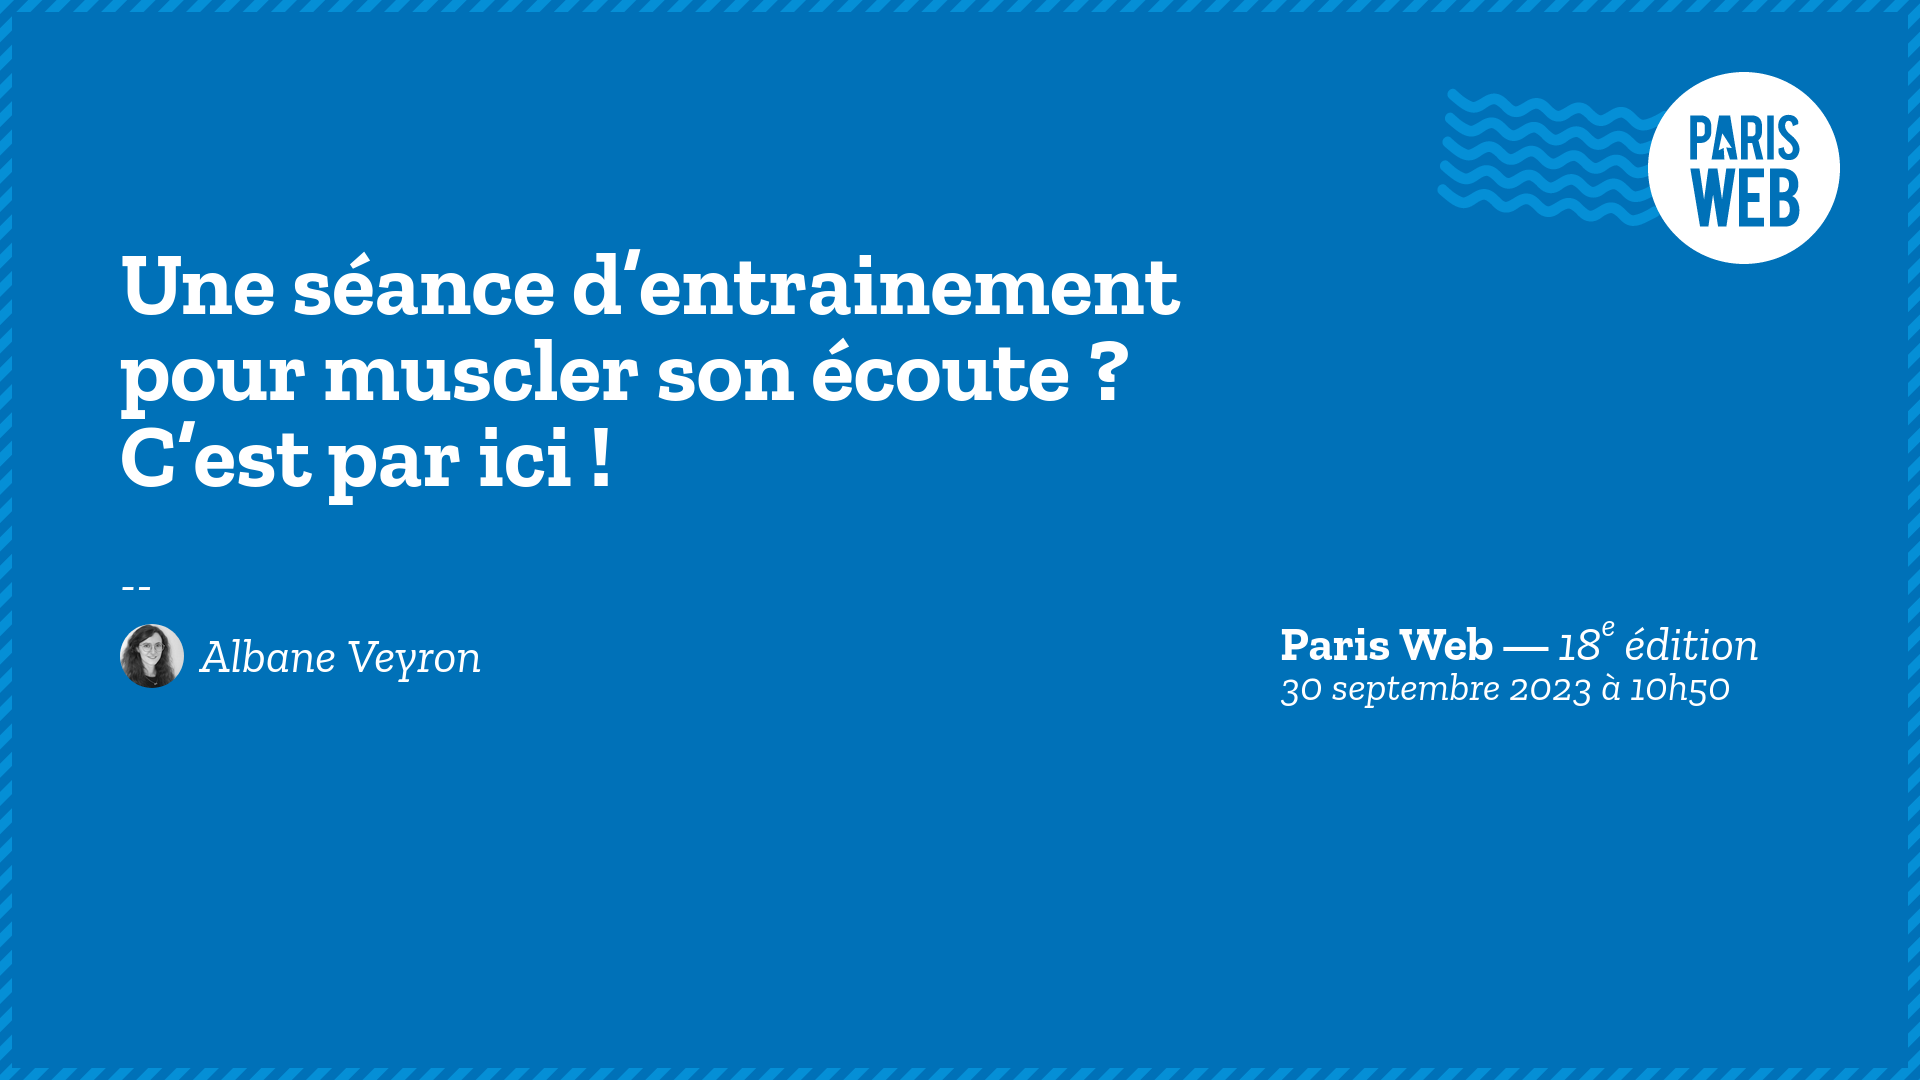 PARIS
WEB
Une séance d’entrainement
pour muscler son écoute ?
C’est par ici !
--
Albane Veyron
Paris Web — 18e édition
30 septembre 2023 à 10h50